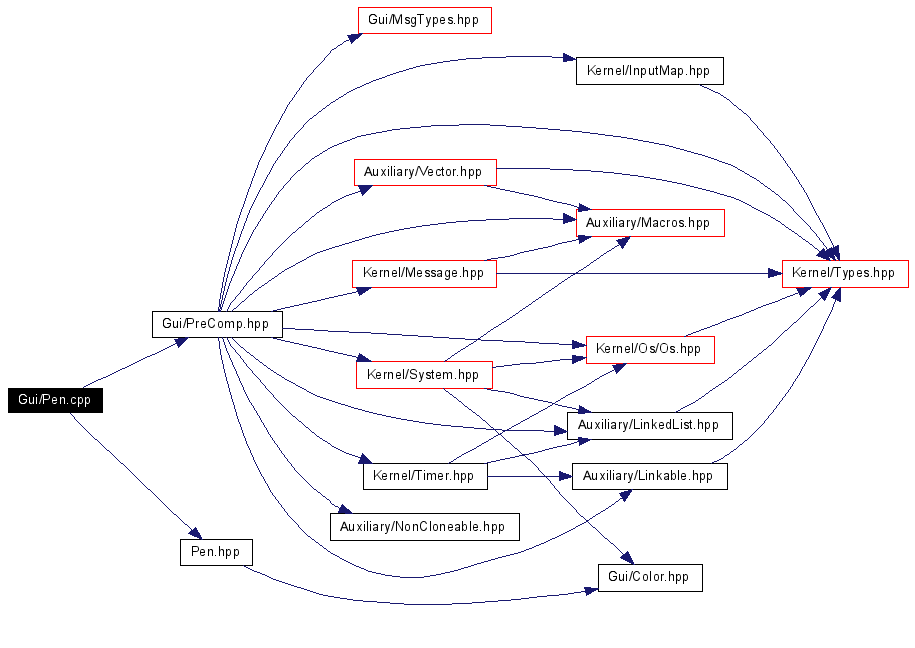 Gui/MsgTypes.hpp
Kernel/InputMap.hpp
Auxiliary/Vector.hpp
Auxiliary/Macros.hpp
Kernel/Message.hpp
Kernel/Types.hpp
Gui/PreComp.hpp
Kernel/Os/Os.hpp
Kernel/System.hpp
Gui/Pen.cpp
Auxiliary/LinkedList.hpp
Kernel/Timer.hpp
Auxiliary/Linkable.hpp
Auxiliary/NonCloneable.hpp
Pen.hpp
Gui/Color.hpp